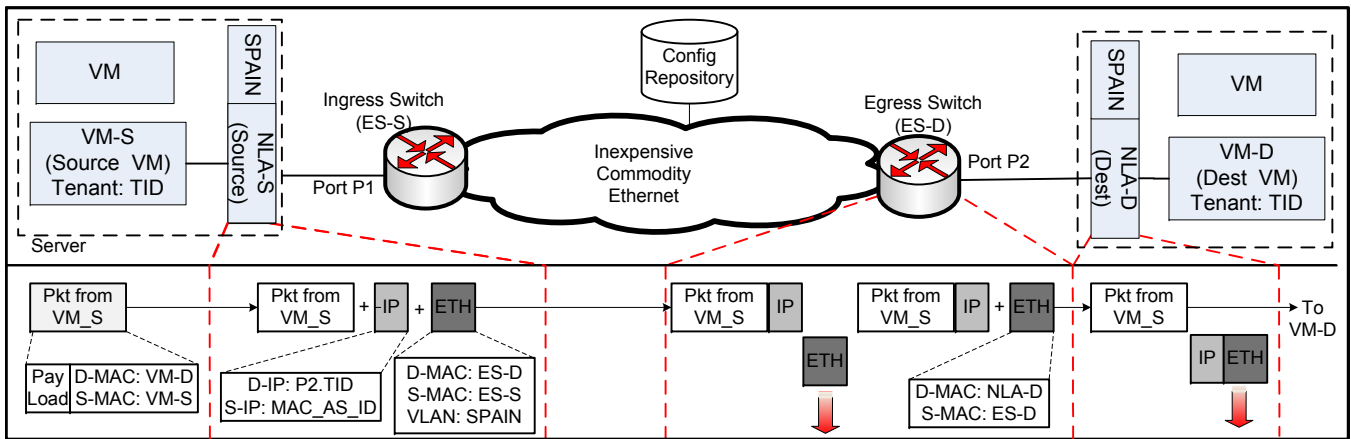 VM
VM-S
(Source VM)
Tenant: TID
Server
SPAIN
NLA-S
(Source)
Port P1
Ingress Switch
(ES-S)
Config
Repository
Inexpensive
Commodity
Ethernet
Egress Switch
(ES-D)
Port P2
SPAIN
NLA-D
(Dest)
VM
VM-D
(Dest VM)
Tenant: TID
Pkt from
VM_S
Pay
Load
D-MAC: VM-D
S-MAC: VM-S
Pkt from
VM_S
+
IP
+
ETH
D-IP: P2.TID
S-IP: MAC_AS_ID
D-MAC: ES-D
S-MAC: ES-S
VLAN: SPAIN
Pkt from
VM_S
IP
ETH
Pkt from
VM_S
IP
+
ETH
D-MAC: NLA-D
S-MAC: ES-D
Pkt from
VM_S
IP
ETH
To
VM-D